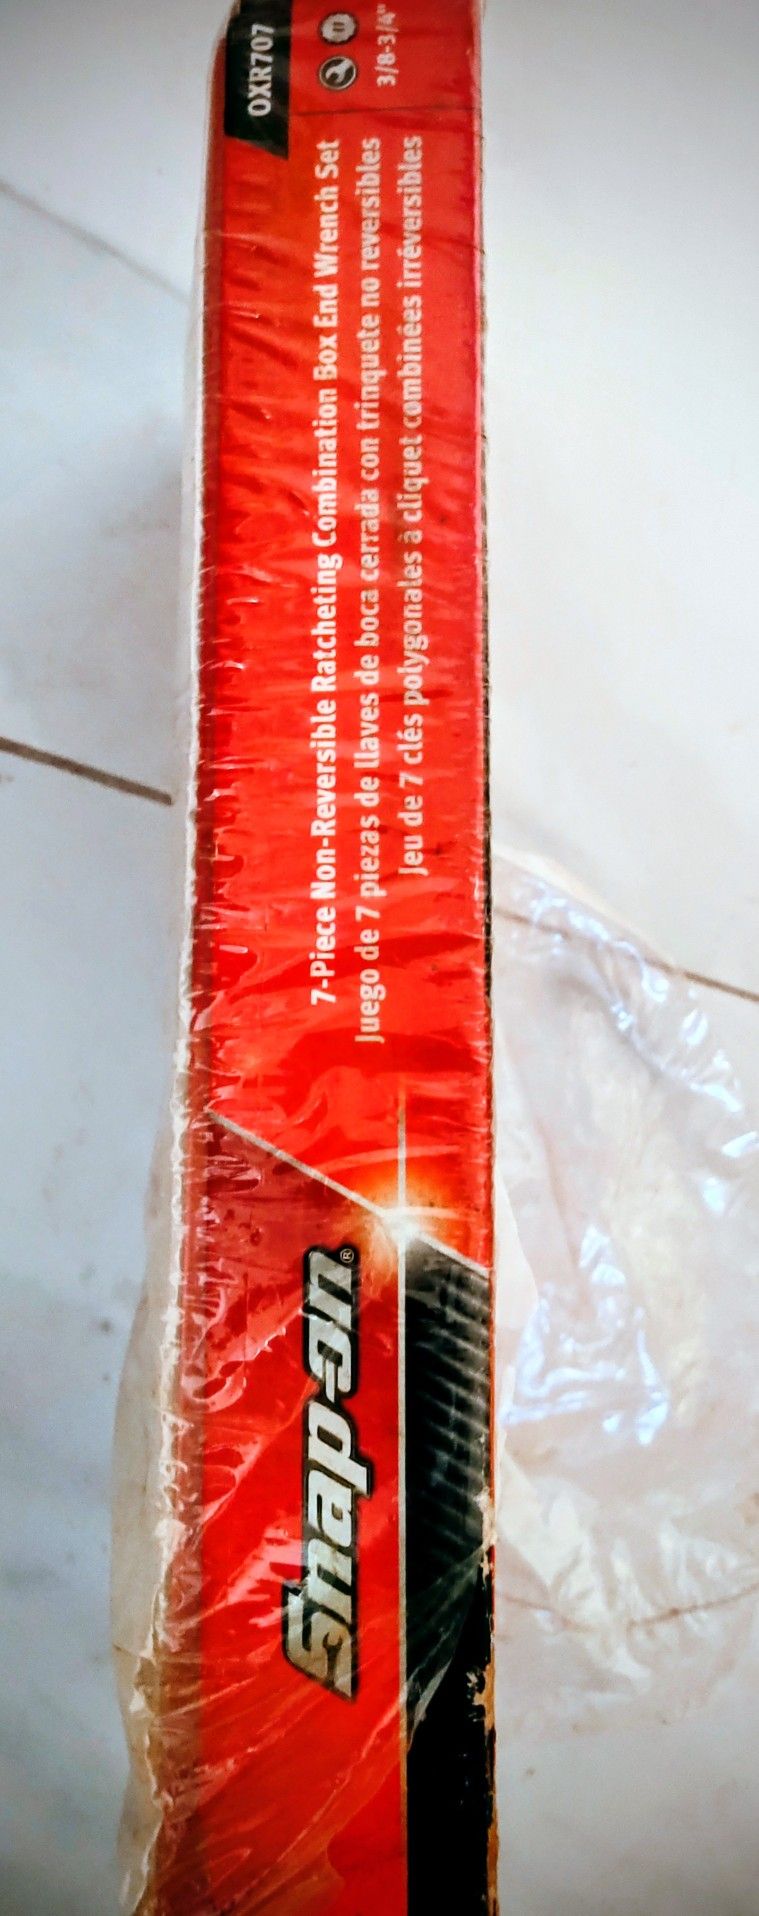 Snap-on®
7-Piece Non-Reversible Ratcheting Combination Box End Wrench Set
Juego de 7 piezas de llaves de boca cerrada con trinquete no reversibles
Jeu de 7 clés polygonales à cliquet combinées irréversibles
OXR707
3/8-3/4"